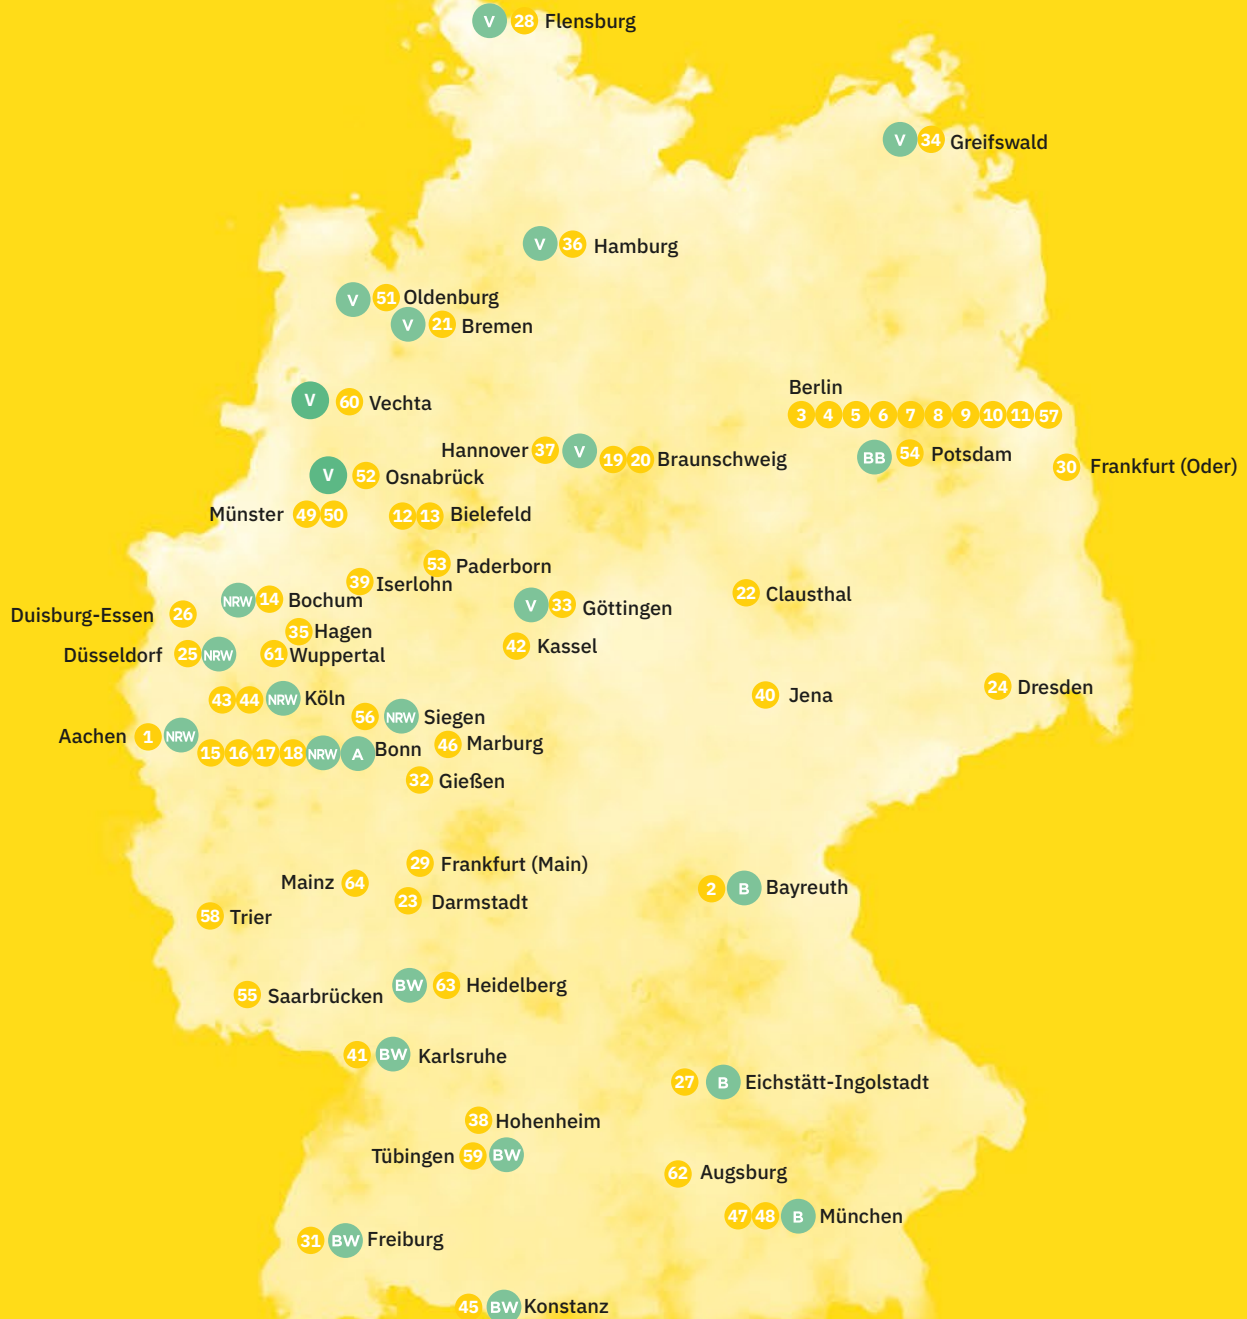 V 28 Flensburg
V 34 Greifswald
V 36 Hamburg
V 51 Oldenburg
V 21 Bremen
Berlin
3 4 5 6 7 8 9 10 11 57
V 60 Vechta
Hannover 37 V 19 20 Braunschweig
BB 54 Potsdam
30 Frankfurt (Oder)
V 52 Osnabrück
Münster 49 50
12 13 Bielefeld
53 Paderborn
39 Iserlohn
NRW 14 Bochum
22 Clausthal
Duisburg-Essen 26
V 33 Göttingen
35 Hagen
42 Kassel
Düsseldorf 25 NRW
61 Wuppertal
24 Dresden
40 Jena
43 44 NRW Köln
56 NRW Siegen
Aachen 1 NRW
46 Marburg
15 16 17 18 NRW A Bonn
32 Gießen
29 Frankfurt (Main)
Mainz 64
2 B Bayreuth
23 Darmstadt
58 Trier
BW 63 Heidelberg
55 Saarbrücken
41 BW Karlsruhe
27 B Eichstätt-Ingolstadt
38 Hohenheim
Tübingen 59 BW
62 Augsburg
47 48 B München
31 BW Freiburg
45 BW Konstanz